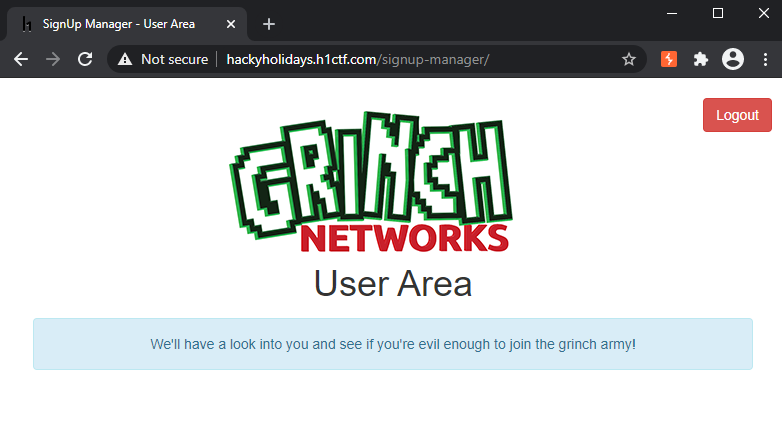 SignUp Manager - User Area
Not secure hackyholidays.h1ctf.com/signup-manager/
Logout
GRINCH
NETWORKS
User Area
We'll have a look into you and see if you're evil enough to join the grinch army!